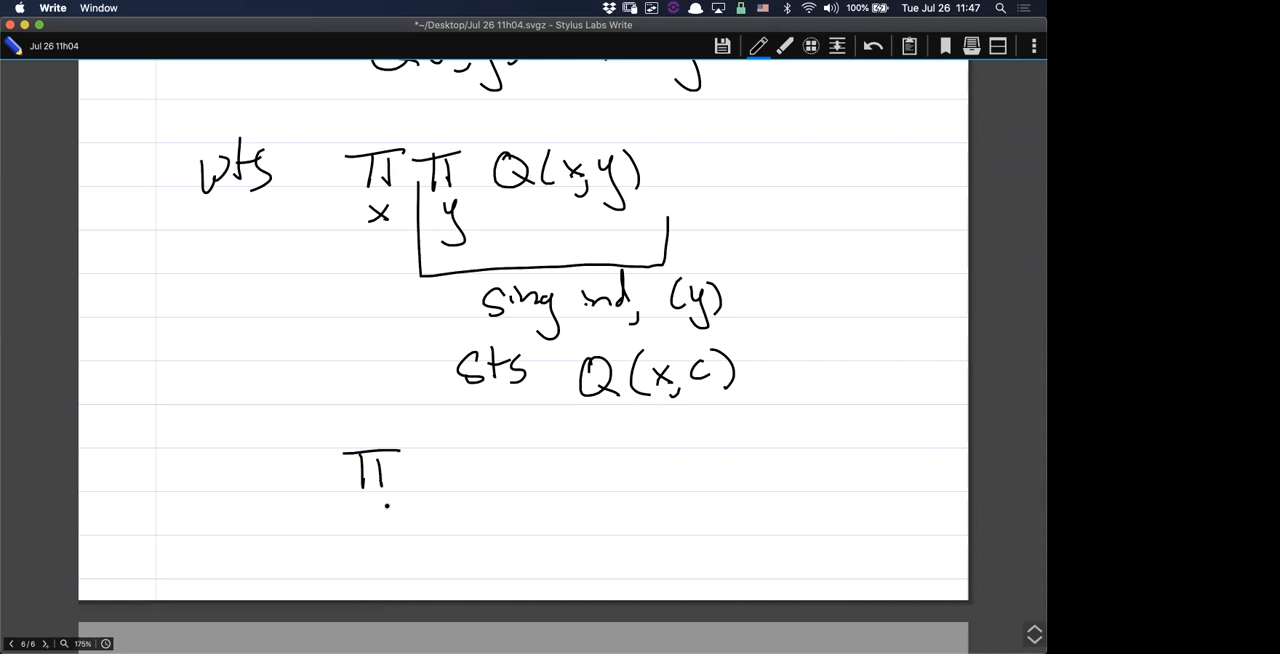 Write Window 100% Tue Jul 26 11:47
*~/Desktop/Jul 26 11h04.svgz - Stylus Labs Write
Jul 26 11h04
wts Π Π Q(x,y)
x y
sing ind, (y)
sts Q(x,c)
Π
6/6 175%